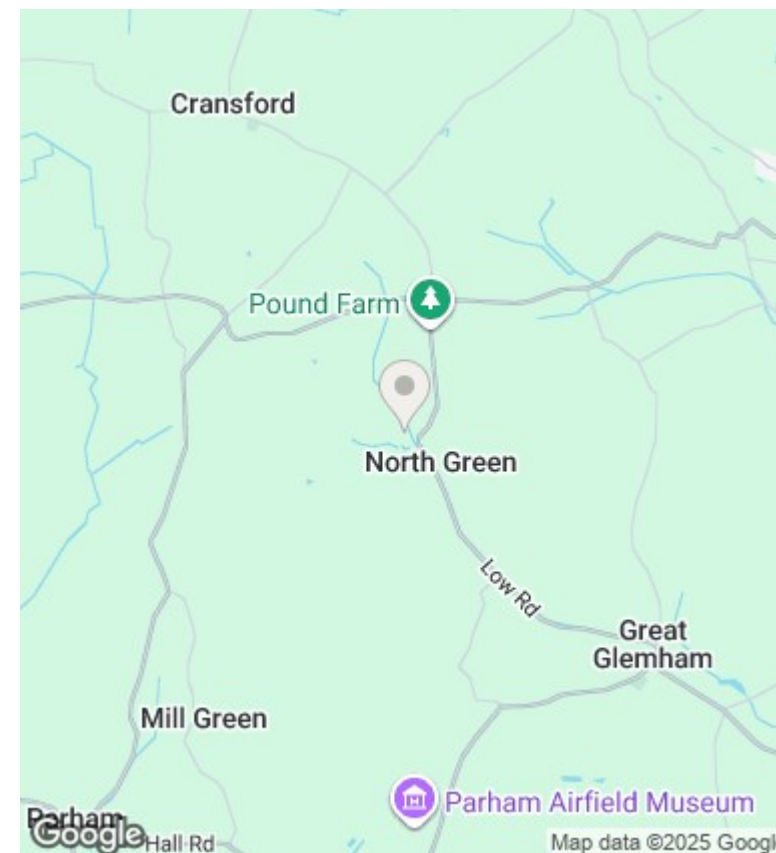 Cransford
Pound Farm
North Green
Low Rd
Great
Glemham
Mill Green
Parham Airfield Museum
Parham
Google
Hall Rd
Map data ©2025 Googl